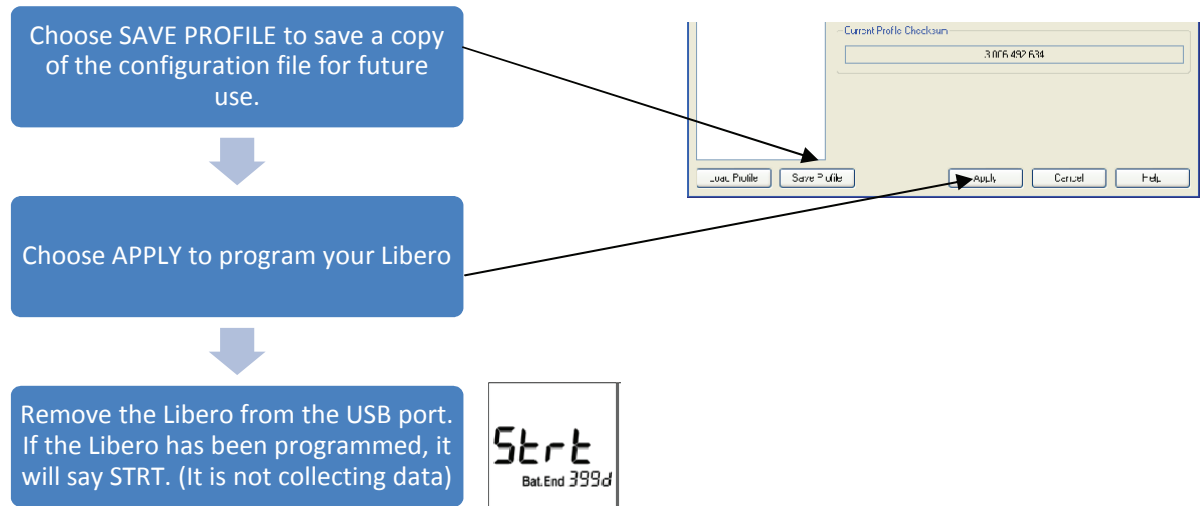 Choose SAVE PROFILE to save a copy
of the configuration file for future
use.
Choose APPLY to program your Libero
Remove the Libero from the USB port.
If the Libero has been programmed, it
will say STRT. (It is not collecting data)
Current Profile Checksum
3 006 492 634
Load Profile
Save Profile
Apply
Cancel
Help
Strt
Bat.End 399d